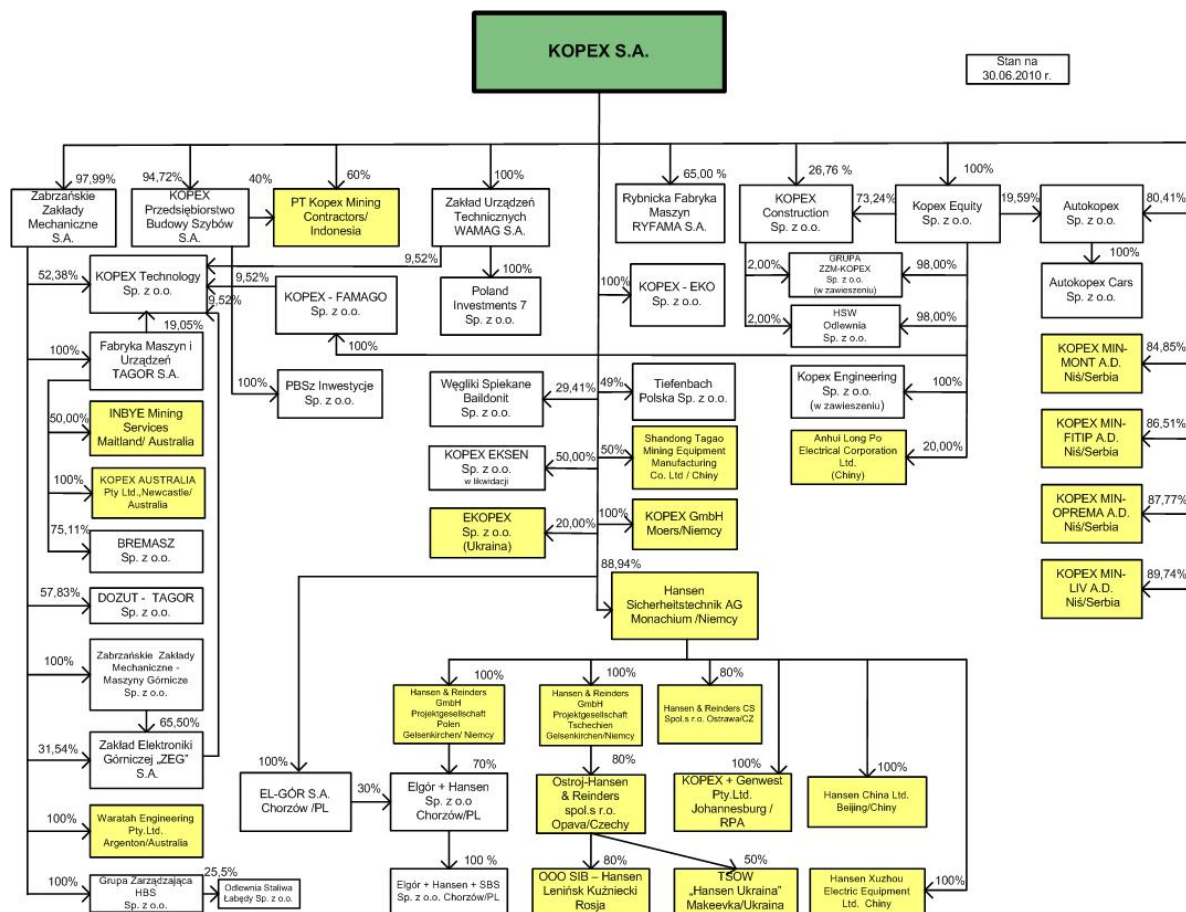 KOPEX S.A.
Stan na
30.06.2010 r.
97,99%
94,72%
40%
60%
100%
65,00 %
26,76 %
100%
80,41%
Zabrzańskie
Zakłady
Mechaniczne
S.A.
KOPEX
Przedsiębiorstwo
Budowy Szybów
S.A.
PT Kopex Mining
Contractors/
Indonesia
Zakład Urządzeń
Technicznych
WAMAG S.A.
Rybnicka Fabryka
Maszyn
RYFAMA S.A.
KOPEX
Construction
Sp. z o.o.
73,24%
Kopex Equity
Sp. z o.o.
19,59%
Autokopex
Sp. z o.o.
100%
Autokopex Cars
Sp. z o.o.
52,38%
KOPEX Technology
Sp. z o.o.
9,52%
9,52%
9,52%
19,05%
KOPEX - FAMAGO
Sp. z o.o.
100%
100%
Poland
Investments 7
Sp. z o.o.
KOPEX - EKO
Sp. z o.o.
100%
2,00%
GRUPA
ZZM-KOPEX
Sp. z o.o.
(w zawieszeniu)
98,00%
2,00%
HSW
Odlewnia
Sp. z o.o.
98,00%
100%
Fabryka Maszyn i
Urządzeń
TAGOR S.A.
100%
PBSz Inwestycje
Sp. z o.o.
Węgliki Spiekane
Baildonit
Sp. z o.o.
29,41%
49%
Tiefenbach
Polska Sp. z o.o.
Kopex Engineering
Sp. z o.o.
(w zawieszeniu)
100%
KOPEX MIN-
MONT A.D.
Niś/Serbia
84,85%
50,00%
INBYE Mining
Services
Maitland/ Australia
KOPEX EKSEN
Sp. z o.o.
w likwidacji
50,00%
50%
Shandong Tagao
Mining Equipment
Manufacturing
Co. Ltd / Chiny
Anhui Long Po
Electrical Corporation
Ltd.
(Chiny)
20,00%
KOPEX MIN-
FITIP A.D.
Niś/Serbia
86,51%
100%
KOPEX AUSTRALIA
Pty Ltd.,Newcastle/
Australia
EKOPEX
Sp. z o.o.
(Ukraina)
20,00%
100%
KOPEX GmbH
Moers/Niemcy
KOPEX MIN-
OPREMA A.D.
Niś/Serbia
87,77%
75,11%
BREMASZ
Sp. z o.o.
88,94%
Hansen
Sicherheitstechnik AG
Monachium /Niemcy
KOPEX MIN-
LIV A.D.
Niś/Serbia
89,74%
57,83%
DOZUT - TAGOR
Sp. z o.o.
100%
Zabrzańskie Zakłady
Mechaniczne -
Maszyny Górnicze
Sp. z o.o.
65,50%
100%
Hansen & Reinders
GmbH
Projektgesellschaft
Polen
Gelsenkirchen/ Niemcy
100%
Hansen & Reinders
GmbH
Projektgesellschaft
Tschechien
Gelsenkirchen/Niemcy
80%
Hansen & Reinders CS
Spol.s r.o. Ostrawa/CZ
31,54%
Zakład Elektroniki
Górniczej „ZEG"
S.A.
100%
EL-GÓR S.A.
Chorzów /PL
30%
70%
Elgór + Hansen
Sp. z o.o
Chorzów/PL
80%
Ostroj-Hansen
& Reinders
spol.s r.o.
Opava/Czechy
100%
KOPEX + Genwest
Pty.Ltd.
Johannesburg /
RPA
100%
Hansen China Ltd.
Beijing/Chiny
100%
Waratah Engineering
Pty.Ltd.
Argenton/Australia
100%
Grupa Zarządzająca
HBS
Sp. z o.o.
25,5%
Odlewnia Staliwa
Łabędy Sp. z o.o.
100 %
Elgór + Hansen + SBS
Sp. z o.o. Chorzów/PL
80%
OOO SIB – Hansen
Lenińsk Kuźniecki
Rosja
50%
TSOW
„Hansen Ukraina"
Makeevka/Ukraina
Hansen Xuzhou
Electric Equipment
Ltd. Chiny
100%